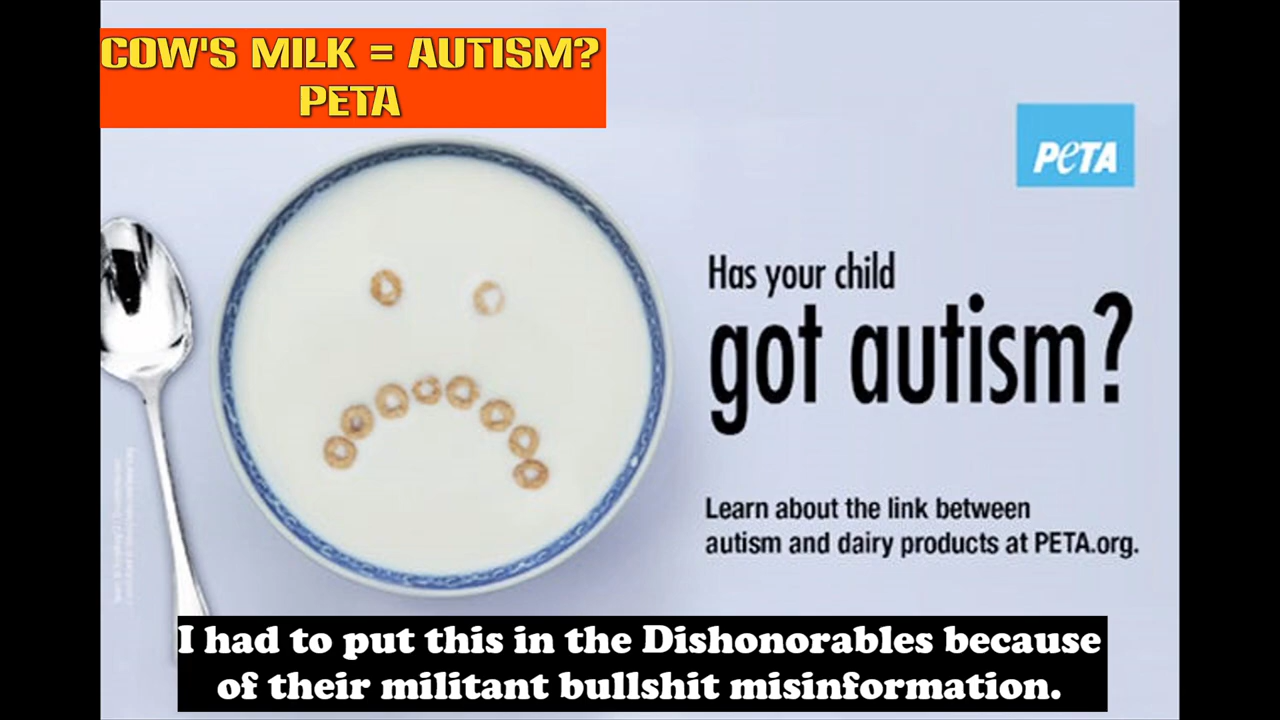 COW'S MILK = AUTISM?
PETA
PeTA
Has your child
got autism?
Learn about the link between
autism and dairy products at PETA.org.
I had to put this in the Dishonorables because
of their militant bullshit misinformation.